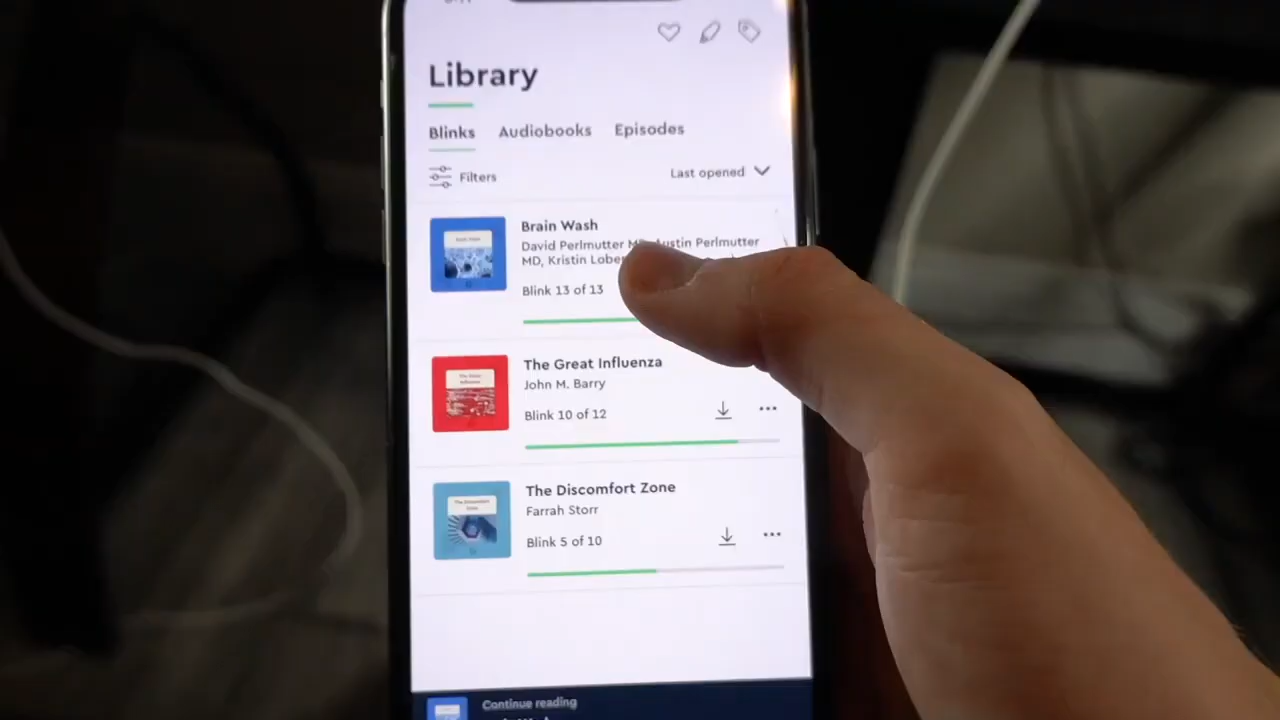 Library
Blinks Audiobooks Episodes
Filters Last opened
Brain Wash
David Perlmutter Austin Perlmutter
MD, Kristin
Blink 13 of 13
The Great Influenza
John M. Barry
Blink 10 of 12
The Discomfort Zone
Farrah Storr
Blink 5 of 10
Continue reading